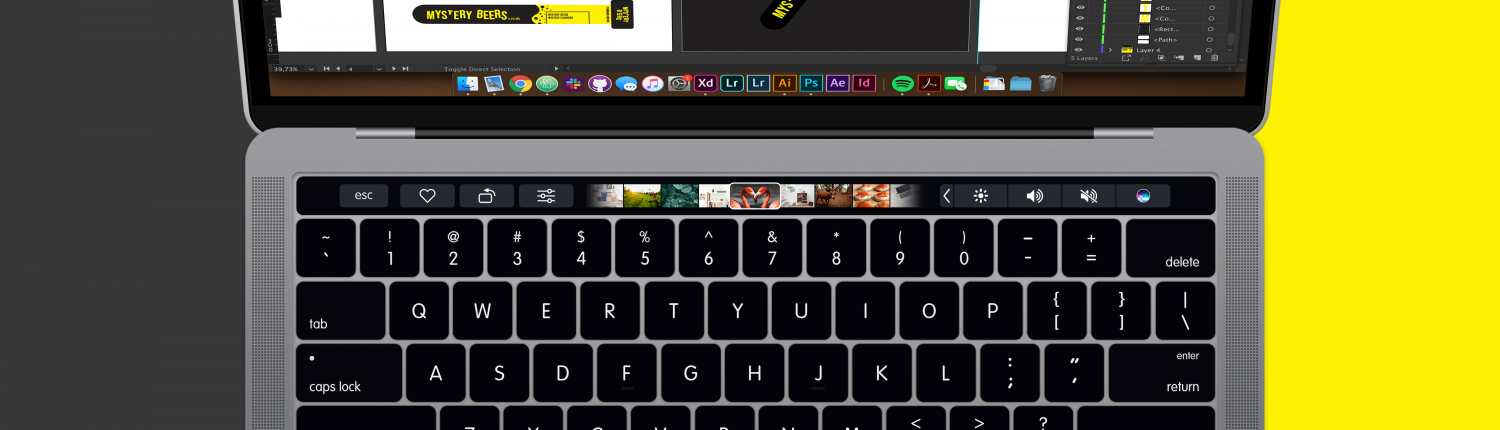 MYSTERY BEERS
MYS
<Co...
<Co...
<Rect...
<Path>
Layer 4
5 Layers
39,73%
4
Toggle Direct Selection
Xd
Lr
Lr
Ai
Ps
Ae
Id
esc
~
`
!
1
@
2
#
3
$
4
%
5
^
6
&
7
*
8
(
9
)
0
–
-
+
=
delete
tab
Q
W
E
R
T
Y
U
I
O
P
{
[
}
]
|
\
caps lock
A
S
D
F
G
H
J
K
L
:
;
”
’
enter
return
<
>
?